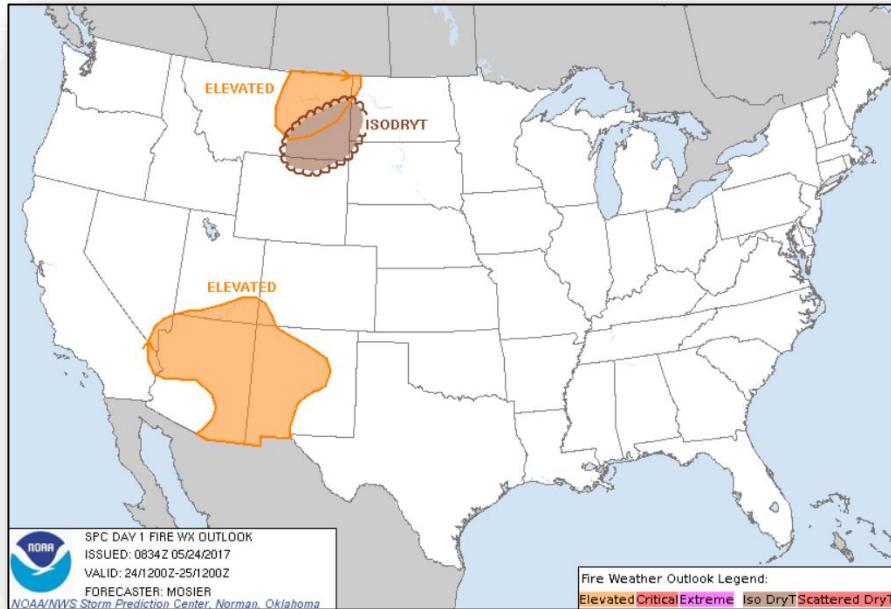 ELEVATED
ISODRYT
ELEVATED
NOAA
SPC DAY 1 FIRE WX OUTLOOK
ISSUED: 0834Z 05/24/2017
VALID: 24/1200Z-25/1200Z
FORECASTER: MOSIER
NOAA/NWS Storm Prediction Center, Norman, Oklahoma
Fire Weather Outlook Legend:
Elevated Critical Extreme Iso DryT Scattered DryT